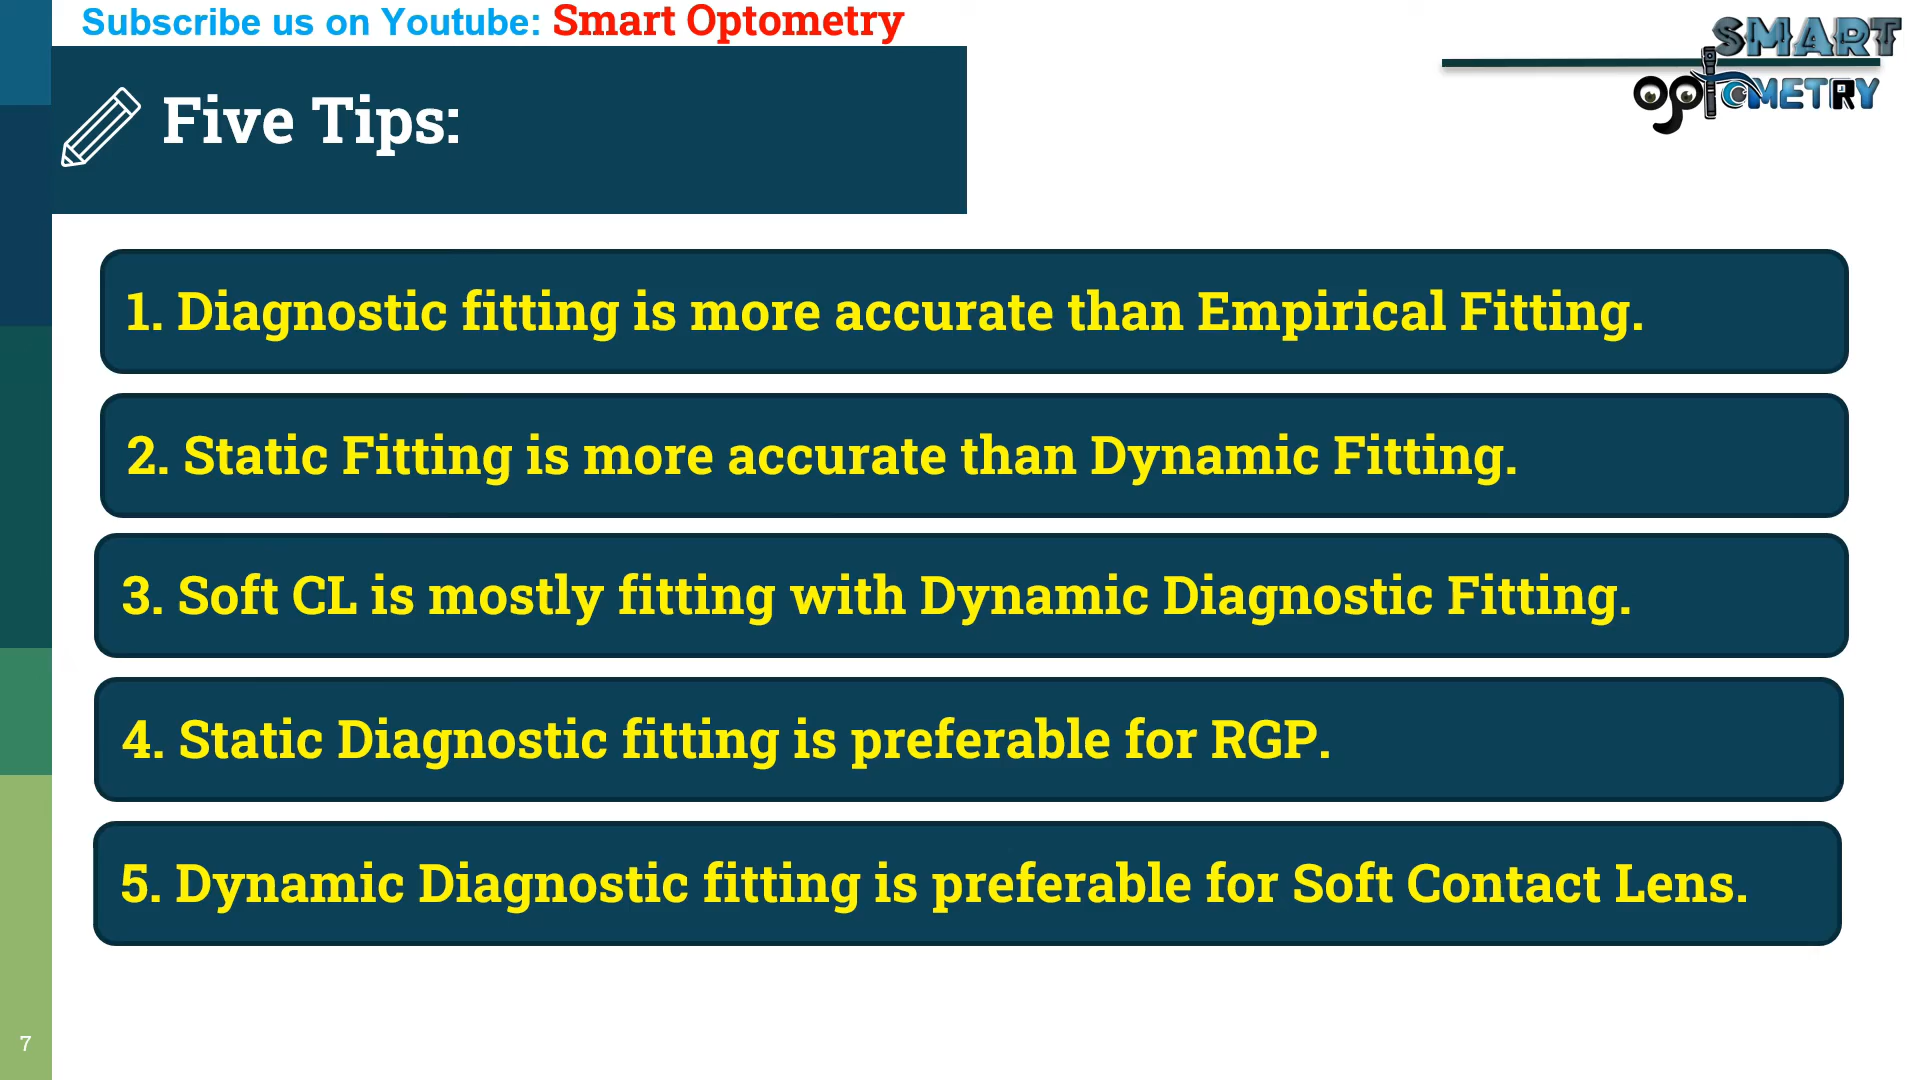 Subscribe us on Youtube: Smart Optometry
SMART
OptOMETRY
Five Tips:
1. Diagnostic fitting is more accurate than Empirical Fitting.
2. Static Fitting is more accurate than Dynamic Fitting.
3. Soft CL is mostly fitting with Dynamic Diagnostic Fitting.
4. Static Diagnostic fitting is preferable for RGP.
5. Dynamic Diagnostic fitting is preferable for Soft Contact Lens.
7